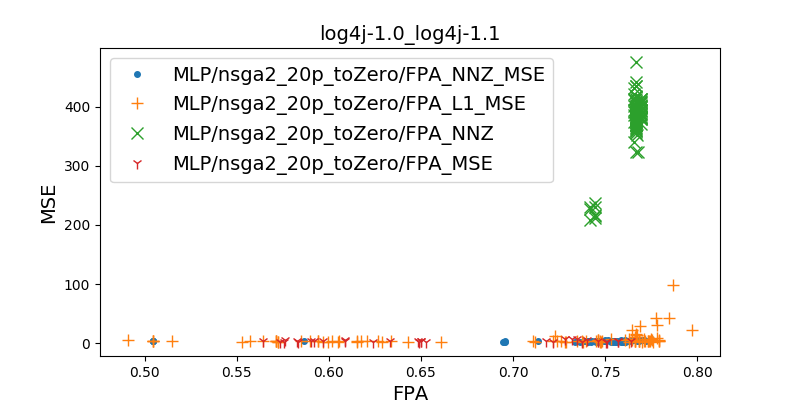 log4j-1.0_log4j-1.1
MLP/nsga2_20p_toZero/FPA_NNZ_MSE
MLP/nsga2_20p_toZero/FPA_L1_MSE
MLP/nsga2_20p_toZero/FPA_NNZ
MLP/nsga2_20p_toZero/FPA_MSE
MSE
400
300
200
100
0
0.50 0.55 0.60 0.65 0.70 0.75 0.80
FPA